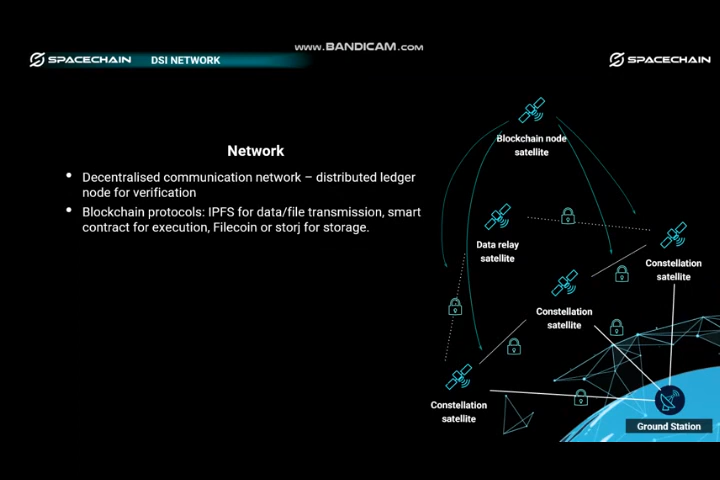 www.BANDICAM.com
SPACECHAIN DSI NETWORK
SPACECHAIN
Network
• Decentralised communication network – distributed ledger
node for verification
• Blockchain protocols: IPFS for data/file transmission, smart
contract for execution, Filecoin or storj for storage.
Blockchain node
satellite
Data relay
satellite
Constellation
satellite
Constellation
satellite
Constellation
satellite
Ground Station